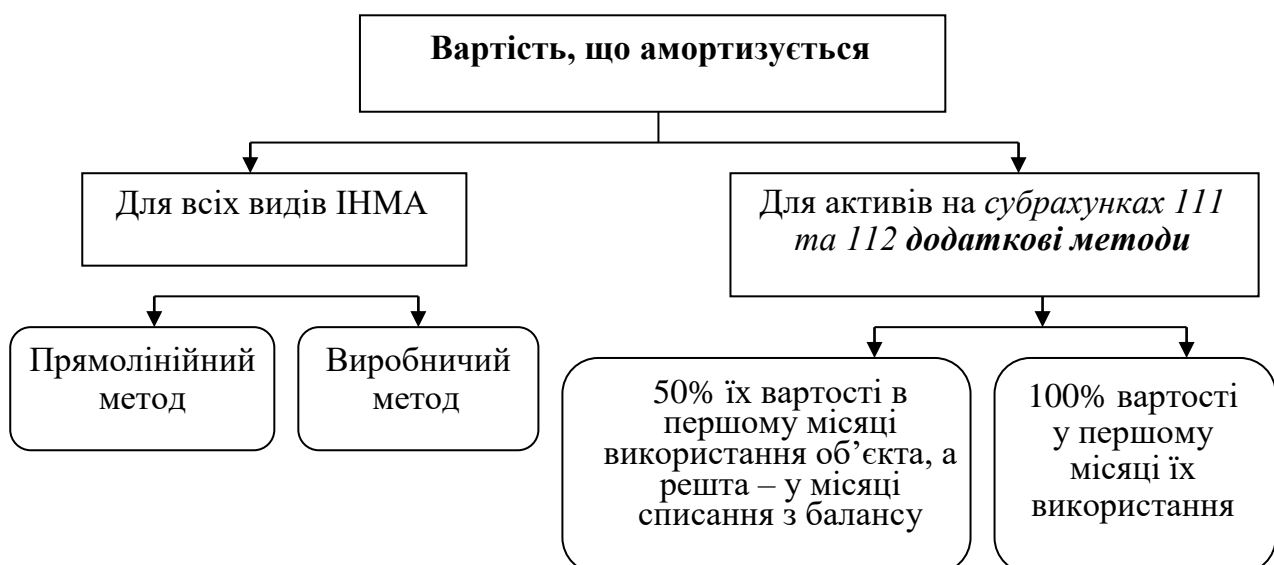 Вартість, що амортизується
Для всіх видів ІНМА
Для активів на субрахунках 111
та 112 додаткові методи
Прямолінійний
метод
Виробничий
метод
50% їх вартості в
першому місяці
використання об’єкта, а
решта – у місяці
списання з балансу
100% вартості
у першому
місяці їх
використання